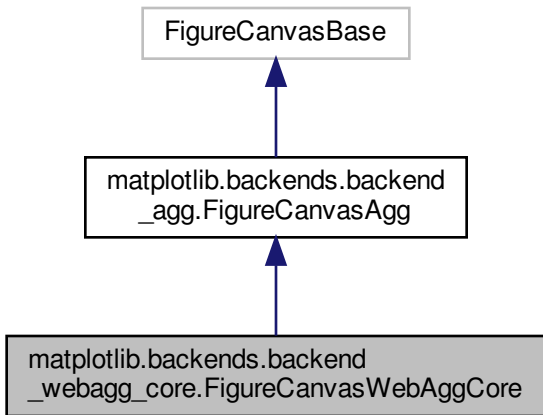 FigureCanvasBase
matplotlib.backends.backend
_agg.FigureCanvasAgg
matplotlib.backends.backend
_webagg_core.FigureCanvasWebAggCore